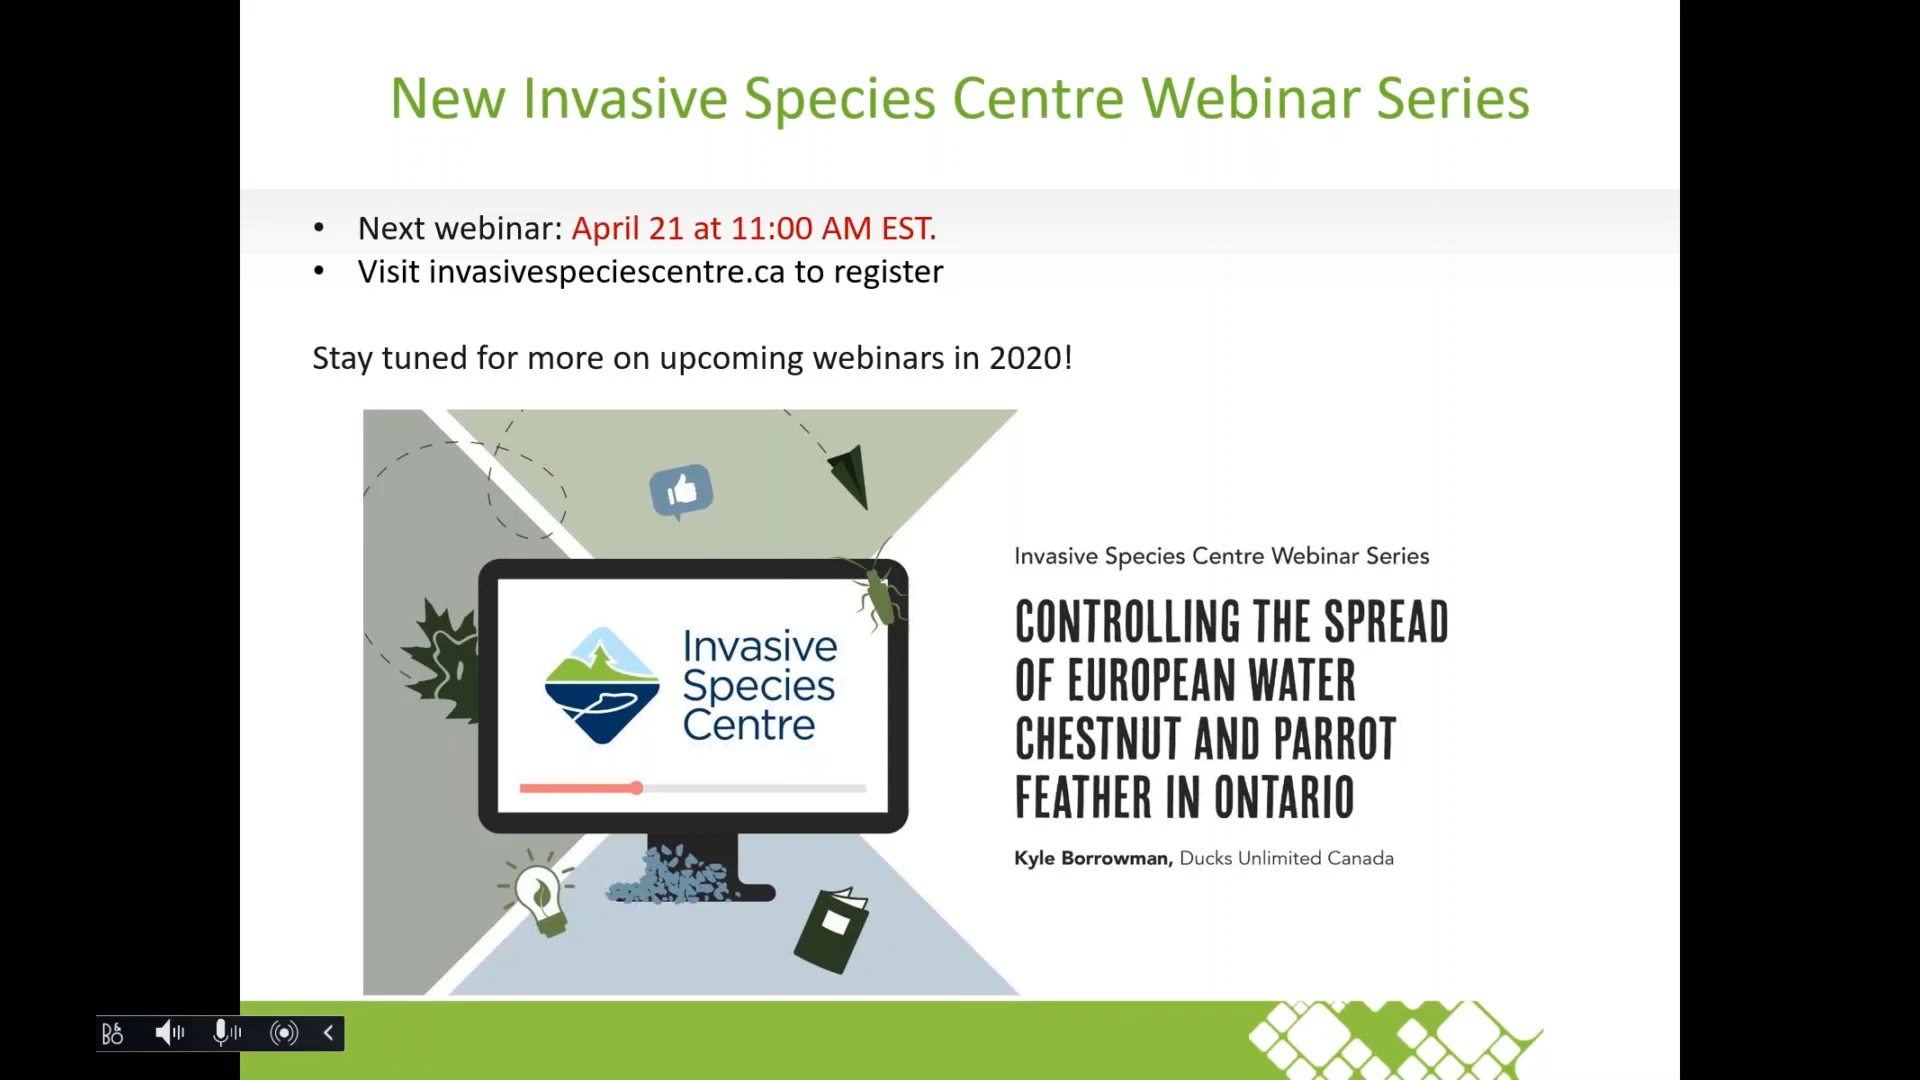 New Invasive Species Centre Webinar Series
• Next webinar: April 21 at 11:00 AM EST.
• Visit invasivespeciescentre.ca to register
Stay tuned for more on upcoming webinars in 2020!
Invasive
Species
Centre
Invasive Species Centre Webinar Series
CONTROLLING THE SPREAD
OF EUROPEAN WATER
CHESTNUT AND PARROT
FEATHER IN ONTARIO
Kyle Borrowman, Ducks Unlimited Canada
B&O